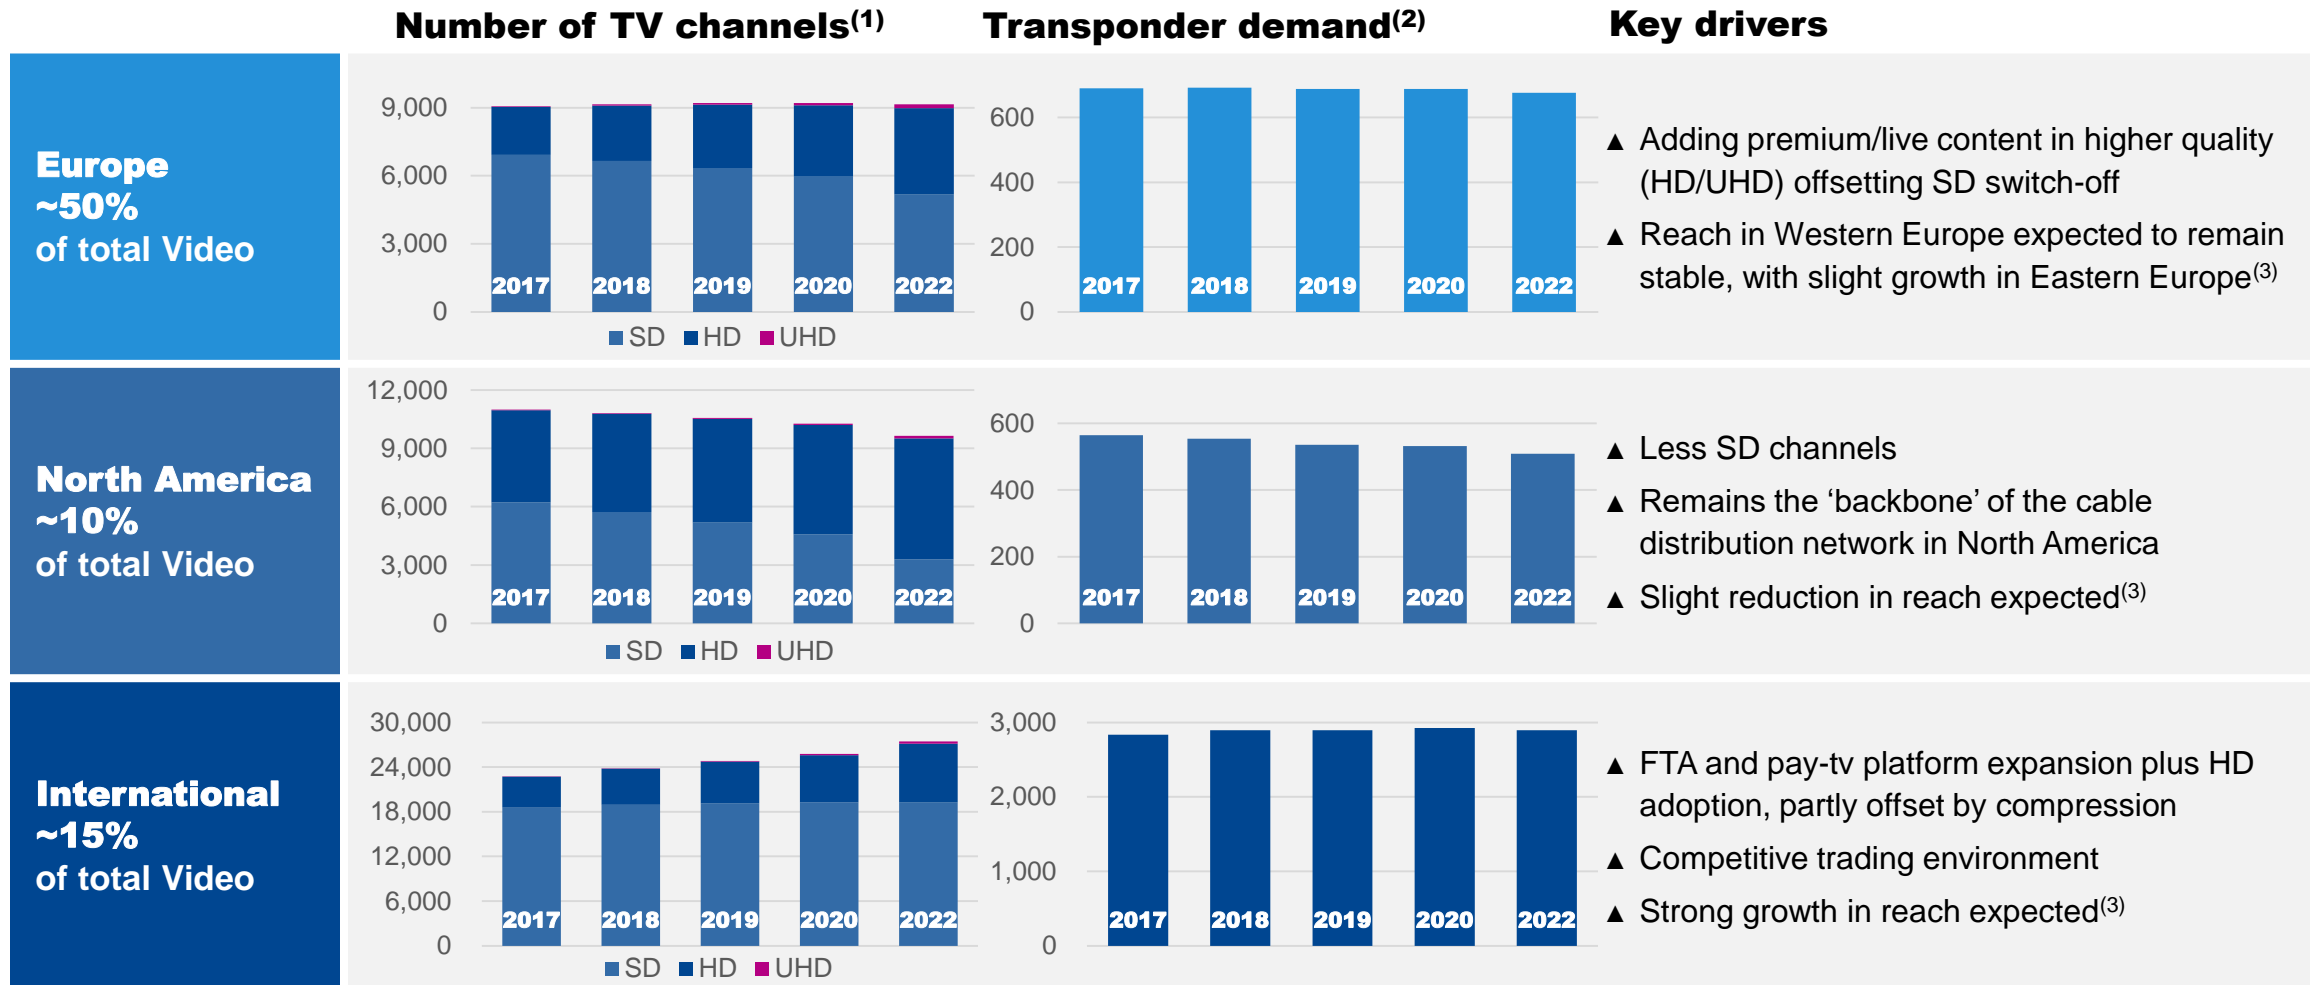 Number of TV channels(1)
Transponder demand(2)
Key drivers
Europe
~50%
of total Video
9,000
6,000
3,000
0
2017
2018
2019
2020
2022
SD
HD
UHD
600
400
200
0
2017
2018
2019
2020
2022
▲ Adding premium/live content in higher quality
(HD/UHD) offsetting SD switch-off
▲ Reach in Western Europe expected to remain
stable, with slight growth in Eastern Europe(3)
North America
~10%
of total Video
12,000
9,000
6,000
3,000
0
2017
2018
2019
2020
2022
SD
HD
UHD
600
400
200
0
2017
2018
2019
2020
2022
▲ Less SD channels
▲ Remains the ‘backbone’ of the cable
distribution network in North America
▲ Slight reduction in reach expected(3)
International
~15%
of total Video
30,000
24,000
18,000
12,000
6,000
0
2017
2018
2019
2020
2022
SD
HD
UHD
3,000
2,000
1,000
0
2017
2018
2019
2020
2022
▲ FTA and pay-tv platform expansion plus HD
adoption, partly offset by compression
▲ Competitive trading environment
▲ Strong growth in reach expected(3)